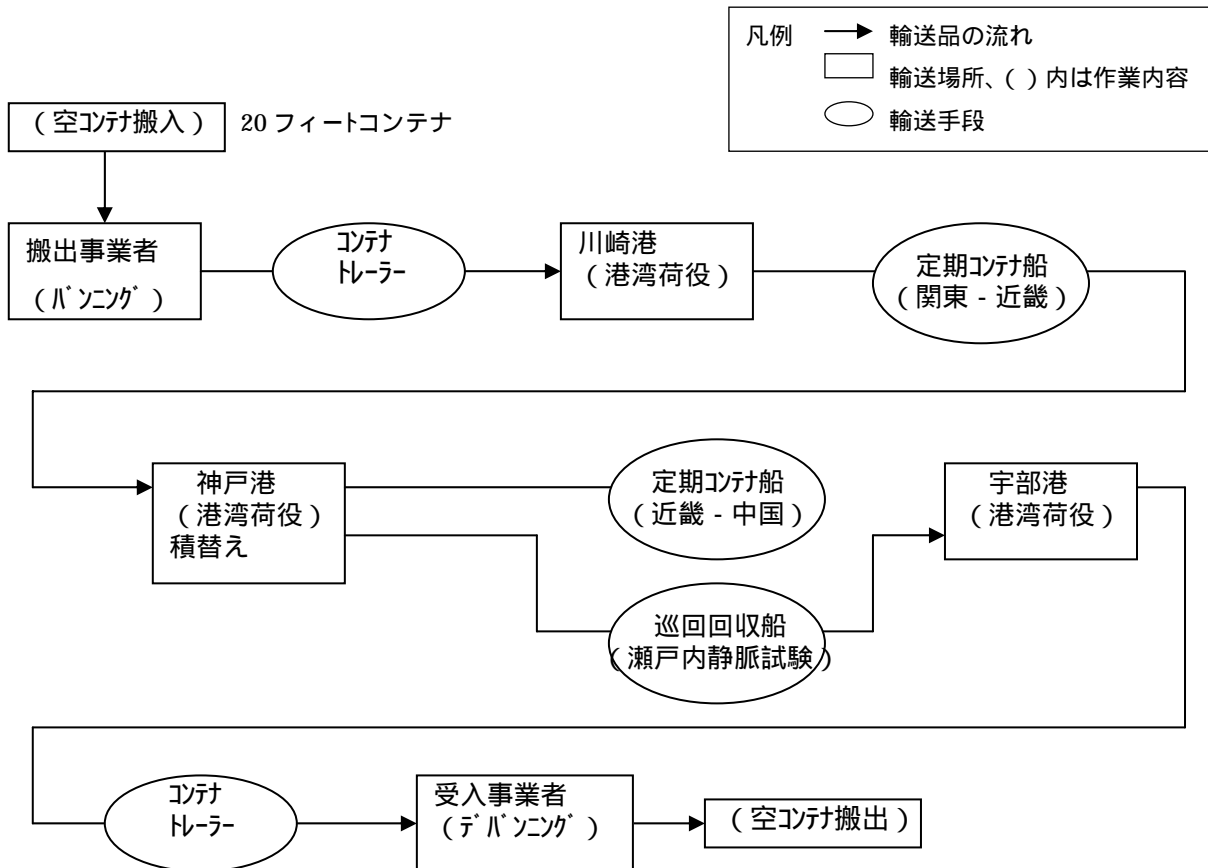 凡例 輸送品の流れ
輸送場所、( ) 内は作業内容
輸送手段
( 空ｺﾝﾃﾅ搬入 ) 20 フィートコンテナ
搬出事業者
( ﾊﾞﾝﾆﾝｸﾞ )
ｺﾝﾃﾅ
ﾄﾚｰﾗｰ
川崎港
( 港湾荷役 )
定期ｺﾝﾃﾅ船
( 関東 - 近畿 )
神戸港
( 港湾荷役 )
積替え
定期ｺﾝﾃﾅ船
( 近畿 - 中国 )
巡回回収船
( 瀬戸内静脈試験 )
宇部港
( 港湾荷役 )
ｺﾝﾃﾅ
ﾄﾚｰﾗｰ
受入事業者
( ﾃﾞﾊﾞﾝﾆﾝｸﾞ )
( 空ｺﾝﾃﾅ搬出 )